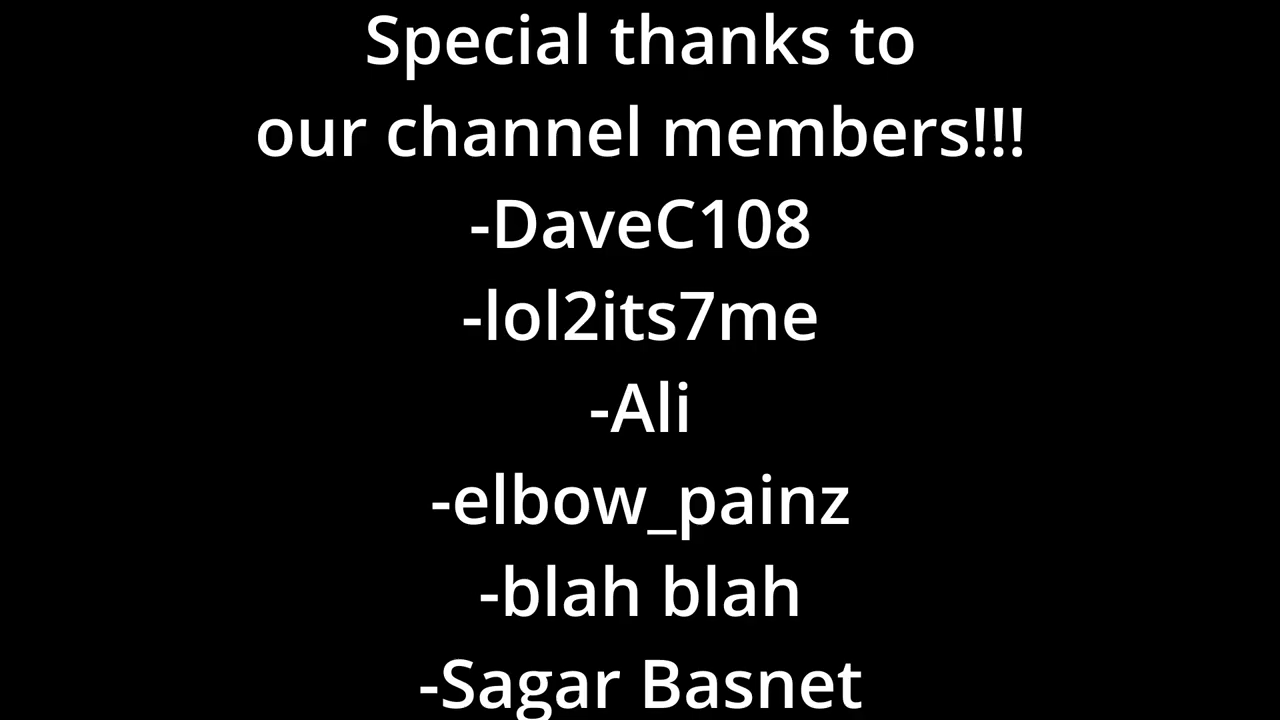 Special thanks to
our channel members!!!
-DaveC108
-lol2its7me
-Ali
-elbow_painz
-blah blah
-Sagar Basnet